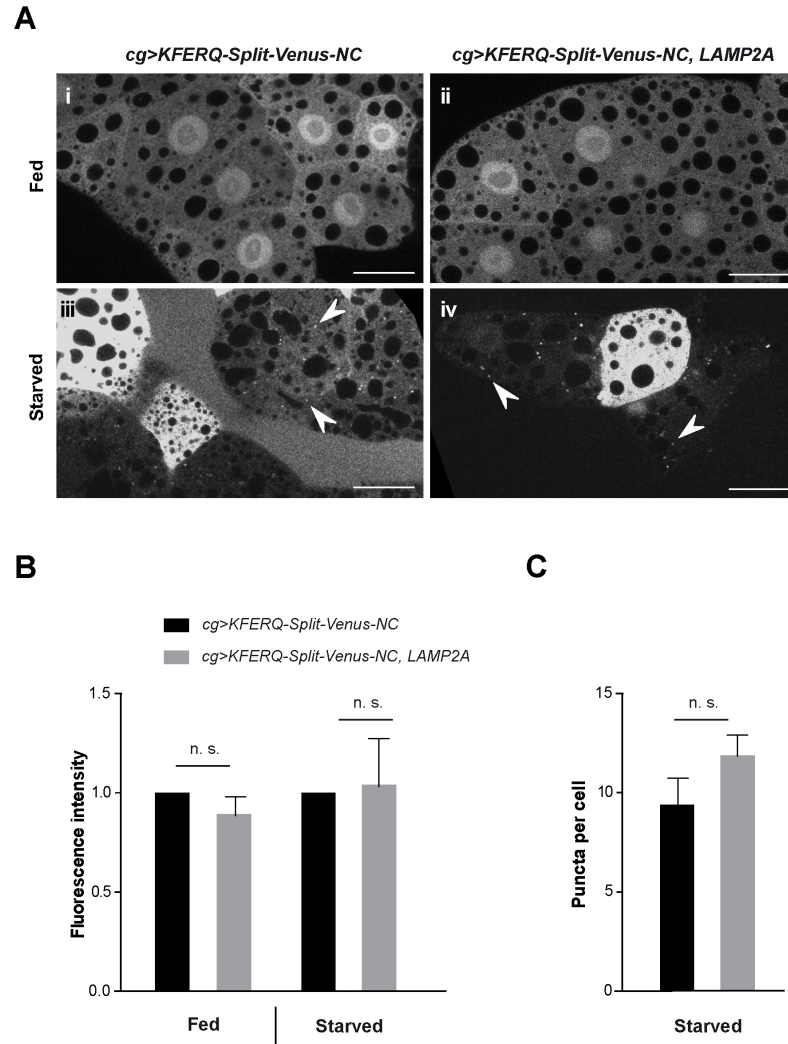 A
cg>KFERQ-Split-Venus-NC
cg>KFERQ-Split-Venus-NC, LAMP2A
Fed
i
ii
Starved
iii
iv
B
C
cg>KFERQ-Split-Venus-NC
cg>KFERQ-Split-Venus-NC, LAMP2A
Fluorescence intensity
1.5
1.0
0.5
0.0
n. s.
n. s.
Fed
Starved
Puncta per cell
15
10
5
0
n. s.
Starved